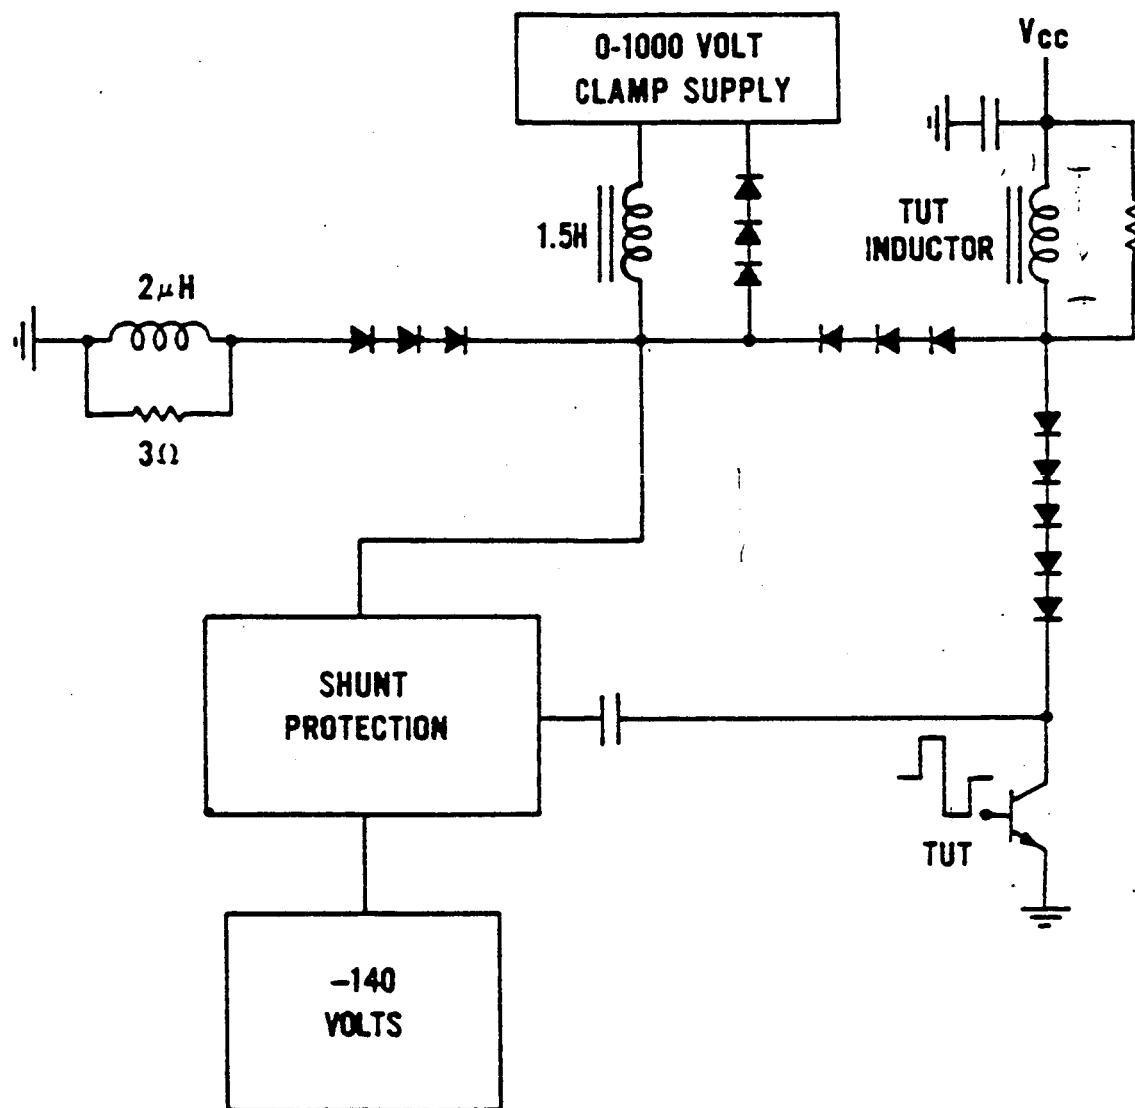 0-1000 VOLT
CLAMP SUPPLY
Vcc
1.5H
TUT
INDUCTOR
2μH
3Ω
SHUNT
PROTECTION
TUT
-140
VOLTS